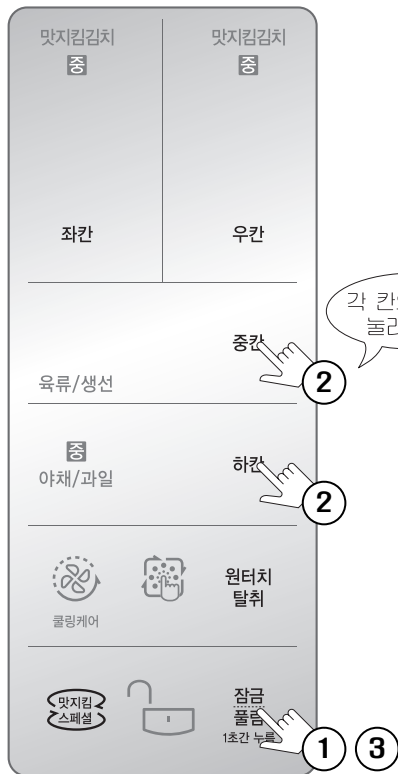 맛지킴김치
중
맛지킴김치
중
좌칸
우칸
각
중칸
육류/생선
2
중
야채/과일
하칸
2
쿨링케어
원터치
탈취
맛지킴
스페셜
잠금
풀림
1초간 누름
1 3